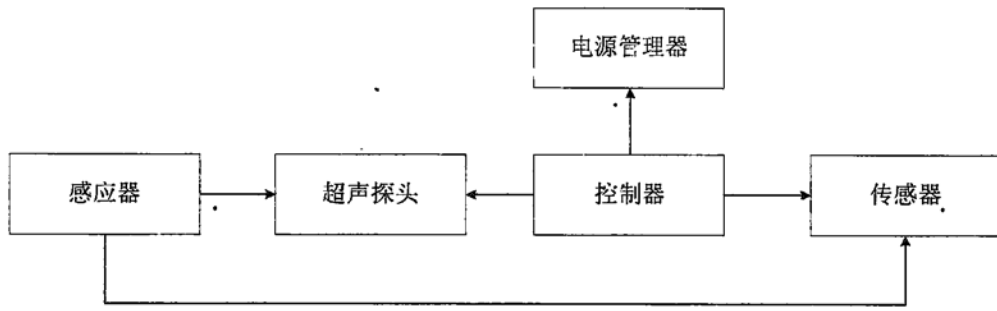 电源管理器
感应器
超声探头
控制器
传感器